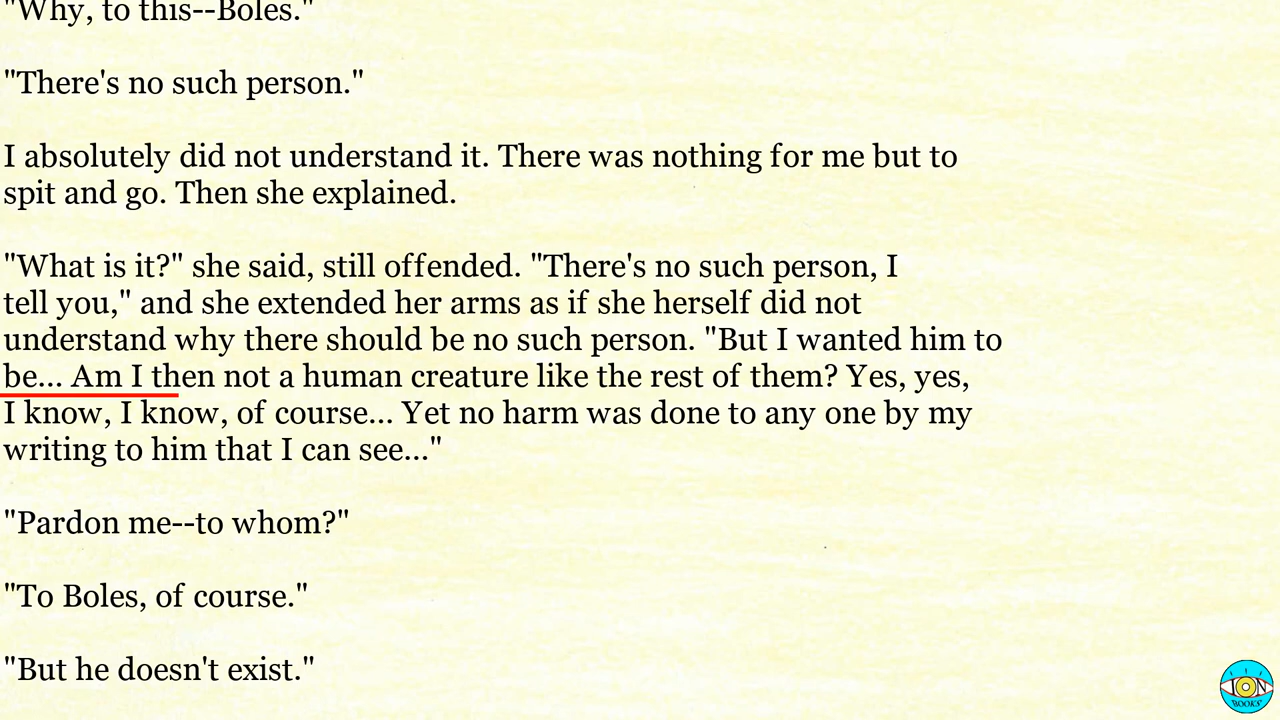 "Why, to this--Boles."
"There's no such person."
I absolutely did not understand it. There was nothing for me but to
spit and go. Then she explained.
"What is it?" she said, still offended. "There's no such person, I
tell you," and she extended her arms as if she herself did not
understand why there should be no such person. "But I wanted him to
be... Am I then not a human creature like the rest of them? Yes, yes,
I know, I know, of course... Yet no harm was done to any one by my
writing to him that I can see..."
"Pardon me--to whom?"
"To Boles, of course."
"But he doesn't exist."
ION
BOOKS